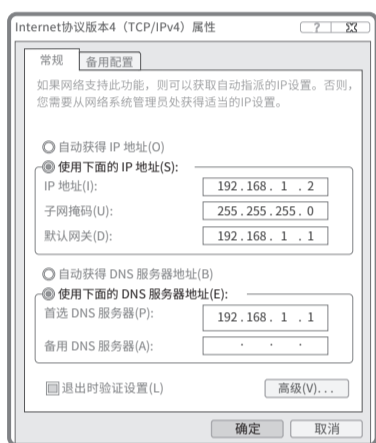 Internet协议版本4（TCP/IPv4）属性
常规 备用配置
如果网络支持此功能，则可以获取自动指派的IP设置。否则，
您需要从网络系统管理员处获得适当的IP设置。
自动获得 IP 地址(O)
使用下面的 IP 地址(S):
IP 地址(I): 192.168. 1 . 2
子网掩码(U): 255.255.255. 0
默认网关(D): 192.168. 1 . 1
自动获得 DNS 服务器地址(B)
使用下面的 DNS 服务器地址(E):
首选 DNS 服务器(P): 192.168. 1 . 1
备用 DNS 服务器(A): . . .
退出时验证设置(L) 高级(V)...
确定 取消